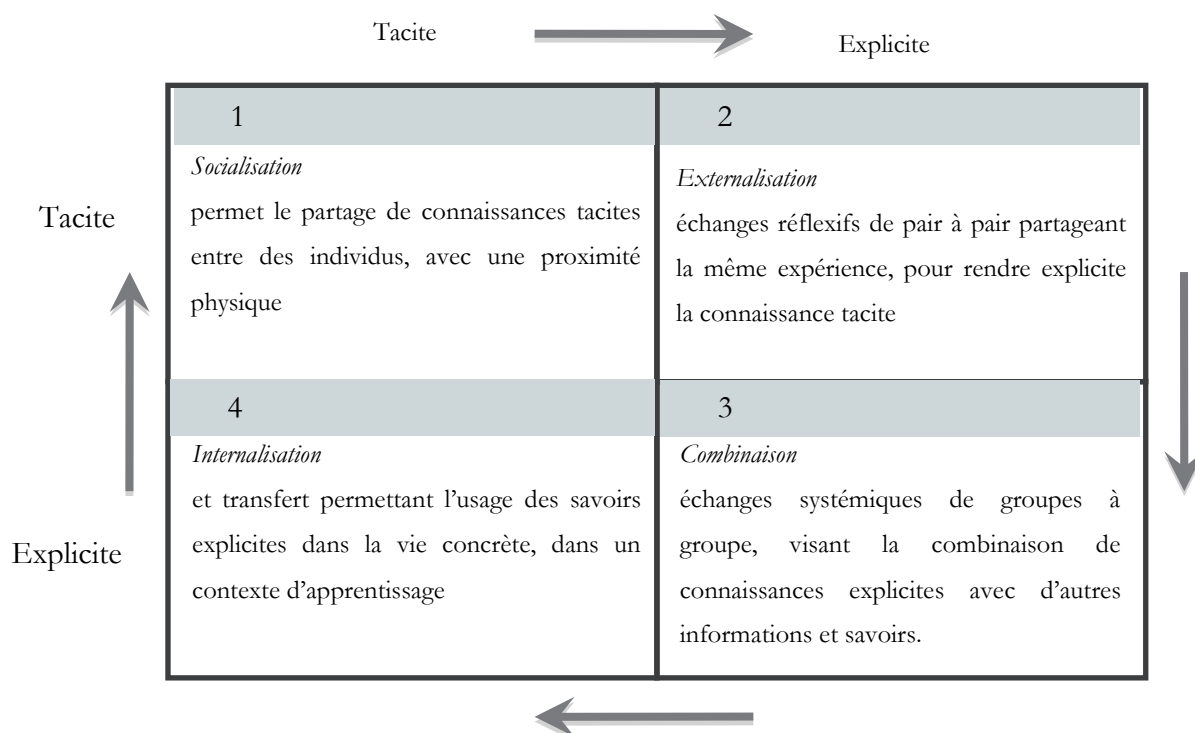 Tacite
Explicite
1
Socialisation
permet le partage de connaissances tacites
entre des individus, avec une proximité
physique
2
Externalisation
échanges réflexifs de pair à pair partageant
la même expérience, pour rendre explicite
la connaissance tacite
Tacite
4
Internalisation
et transfert permettant l'usage des savoirs
explicites dans la vie concrète, dans un
contexte d'apprentissage
3
Combinaison
échanges systémiques de groupes à
groupe, visant la combinaison de
connaissances explicites avec d'autres
informations et savoirs.
Explicite